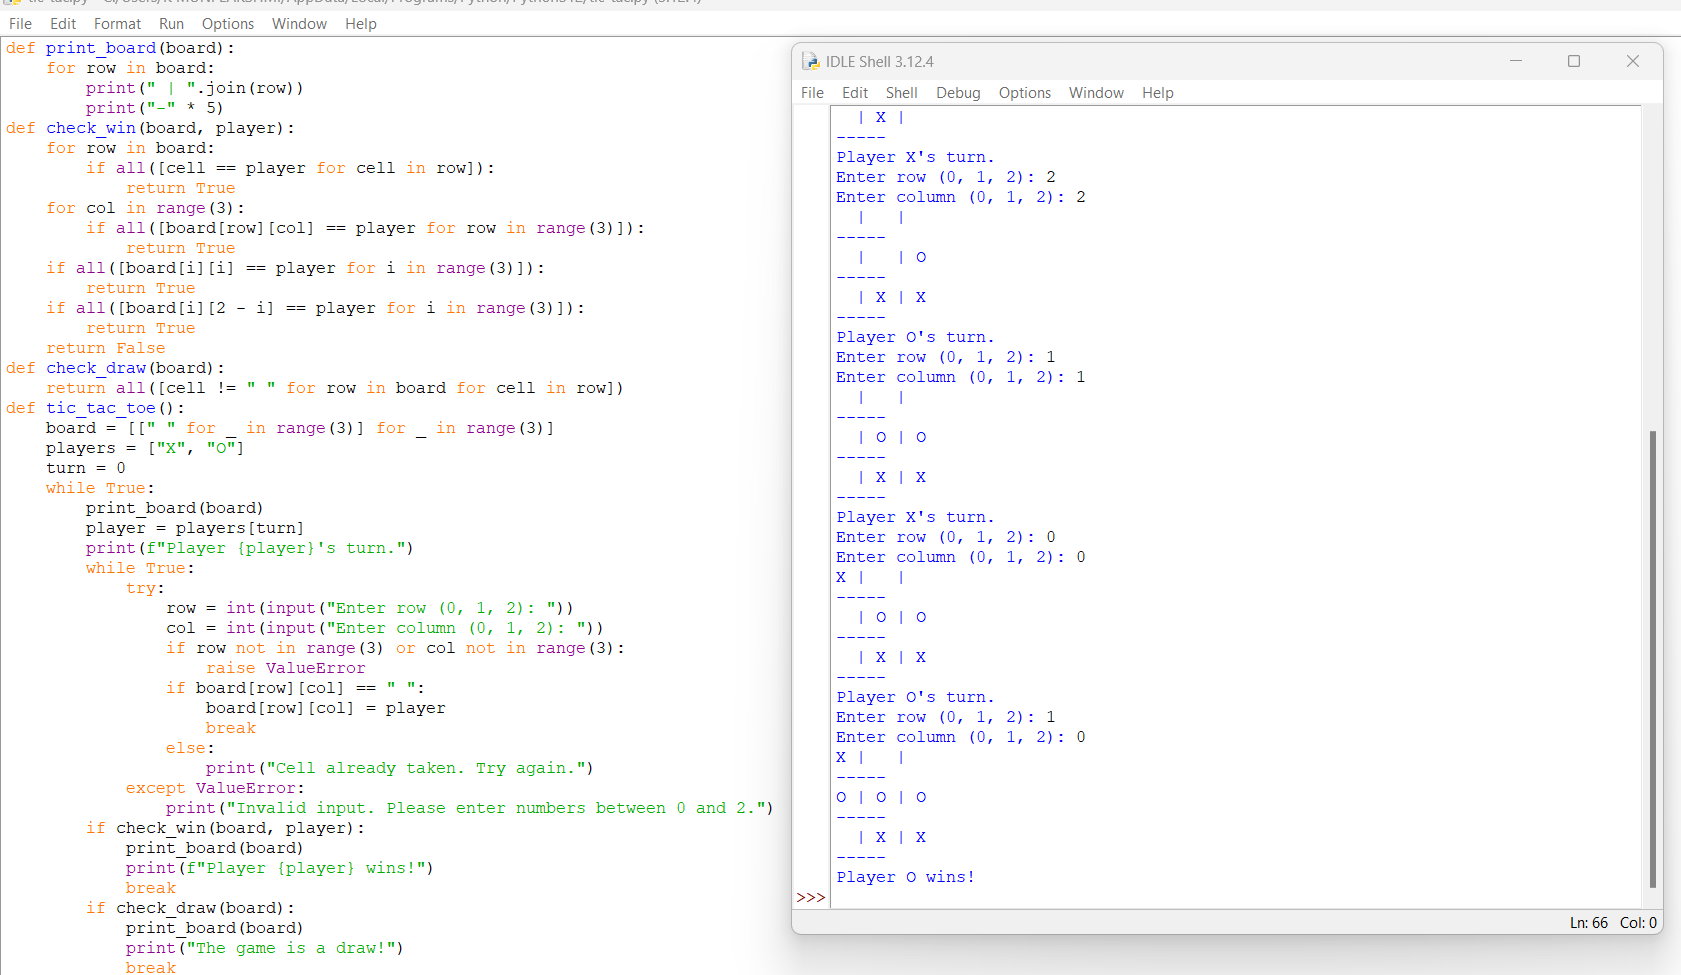 File Edit Format Run Options Window Help
def print_board(board):
    for row in board:
        print(" | ".join(row))
        print("-" * 5)
def check_win(board, player):
    for row in board:
        if all([cell == player for cell in row]):
            return True
    for col in range(3):
        if all([board[row][col] == player for row in range(3)]):
            return True
    if all([board[i][i] == player for i in range(3)]):
        return True
    if all([board[i][2 - i] == player for i in range(3)]):
        return True
    return False
def check_draw(board):
    return all([cell != " " for row in board for cell in row])
def tic_tac_toe():
    board = [[" " for _ in range(3)] for _ in range(3)]
    players = ["X", "O"]
    turn = 0
    while True:
        print_board(board)
        player = players[turn]
        print(f"Player {player}'s turn.")
        while True:
            try:
                row = int(input("Enter row (0, 1, 2): "))
                col = int(input("Enter column (0, 1, 2): "))
                if row not in range(3) or col not in range(3):
                    raise ValueError
                if board[row][col] == " ":
                    board[row][col] = player
                    break
                else:
                    print("Cell already taken. Try again.")
            except ValueError:
                print("Invalid input. Please enter numbers between 0 and 2.")
        if check_win(board, player):
            print_board(board)
            print(f"Player {player} wins!")
            break
        if check_draw(board):
            print_board(board)
            print("The game is a draw!")
            break
IDLE Shell 3.12.4
File Edit Shell Debug Options Window Help
  | X |
-----
Player X's turn.
Enter row (0, 1, 2): 2
Enter column (0, 1, 2): 2
  |   |
-----
  |   | O
-----
  | X | X
-----
Player O's turn.
Enter row (0, 1, 2): 1
Enter column (0, 1, 2): 1
  |   |
-----
  | O | O
-----
  | X | X
-----
Player X's turn.
Enter row (0, 1, 2): 0
Enter column (0, 1, 2): 0
X |   |
-----
  | O | O
-----
  | X | X
-----
Player O's turn.
Enter row (0, 1, 2): 1
Enter column (0, 1, 2): 0
X |   |
-----
O | O | O
-----
  | X | X
-----
Player O wins!
>>>
Ln: 66 Col: 0